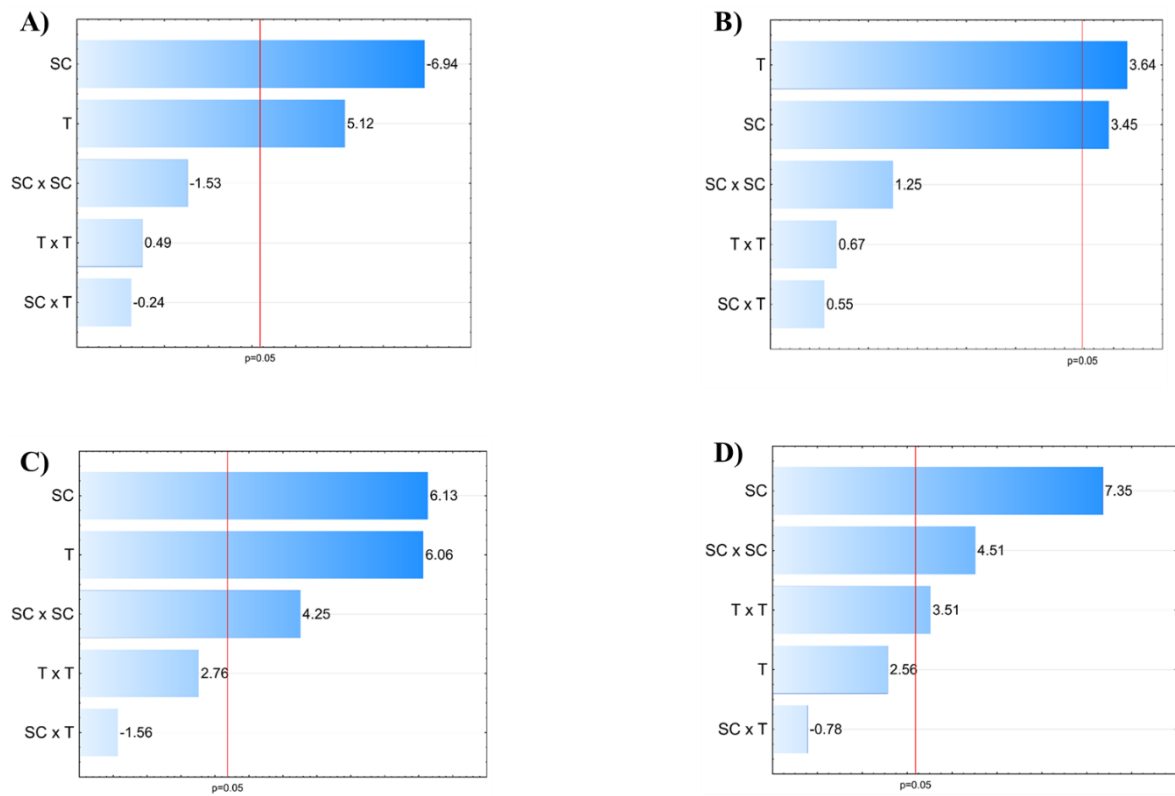 A)
SC
-6.94
T
5.12
SC x SC
-1.53
T x T
0.49
SC x T
-0.24
p=0.05
B)
T
3.64
SC
3.45
SC x SC
1.25
T x T
0.67
SC x T
0.55
p=0.05
C)
SC
6.13
T
6.06
SC x SC
4.25
T x T
2.76
SC x T
-1.56
p=0.05
D)
SC
7.35
SC x SC
4.51
T x T
3.51
T
2.56
SC x T
-0.78
p=0.05